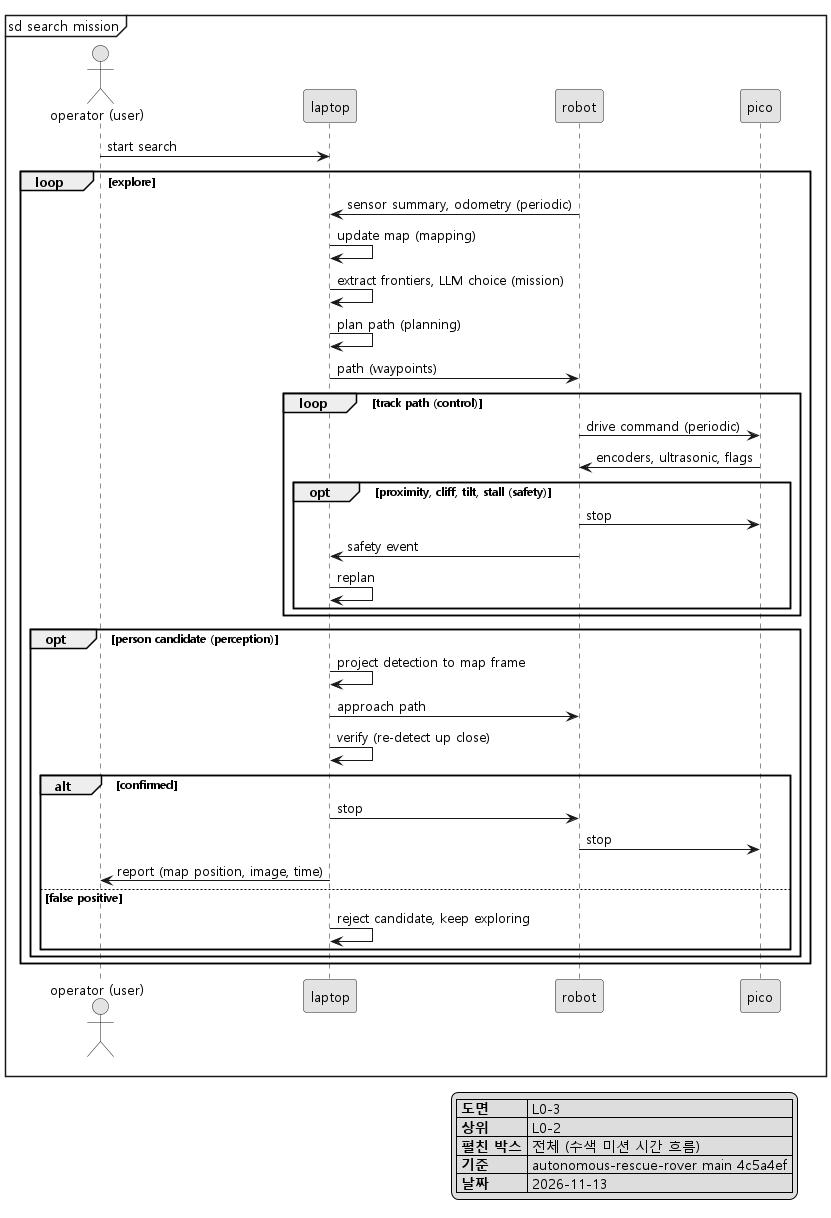 sd search mission
operator (user)
laptop
robot
pico
start search
loop
[explore]
sensor summary, odometry (periodic)
update map (mapping)
extract frontiers, LLM choice (mission)
plan path (planning)
path (waypoints)
loop
[track path (control)]
drive command (periodic)
encoders, ultrasonic, flags
opt
[proximity, cliff, tilt, stall (safety)]
stop
safety event
replan
opt
[person candidate (perception)]
project detection to map frame
approach path
verify (re-detect up close)
alt
[confirmed]
stop
stop
report (map position, image, time)
[false positive]
reject candidate, keep exploring
operator (user)
laptop
robot
pico
도면 L0-3
상위 L0-2
펼친 박스 전체 (수색 미션 시간 흐름)
기준 autonomous-rescue-rover main 4c5a4ef
날짜 2026-11-13